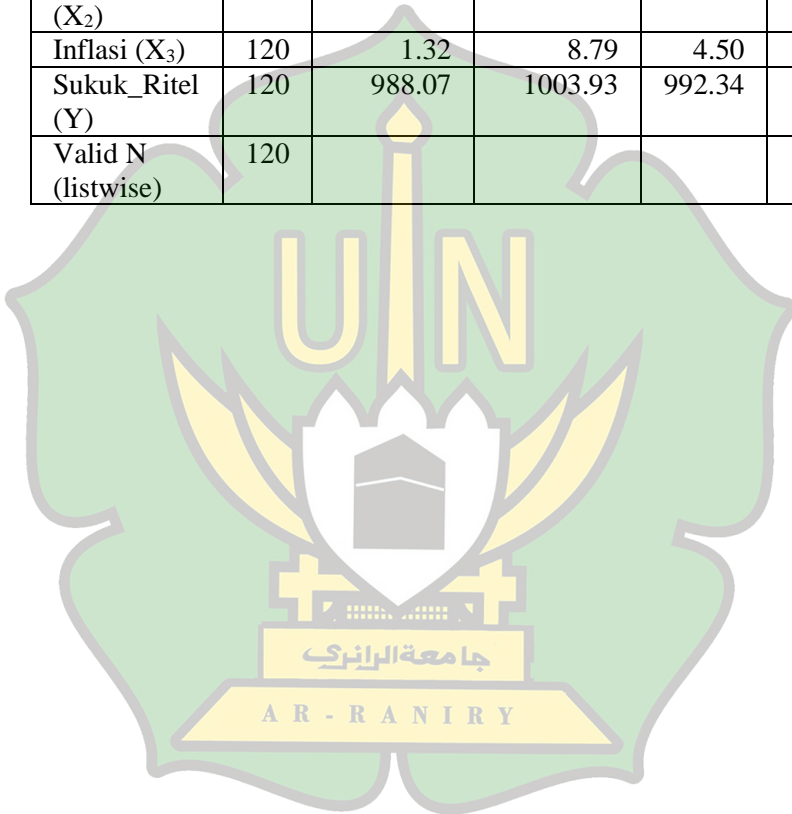 (X₂)
Inflasi (X₃) 120 1.32 8.79 4.50
Sukuk_Ritel 120 988.07 1003.93 992.34
(Y)
Valid N 120
(listwise)
UIN
جامعة الرانري
AR-RANIRY